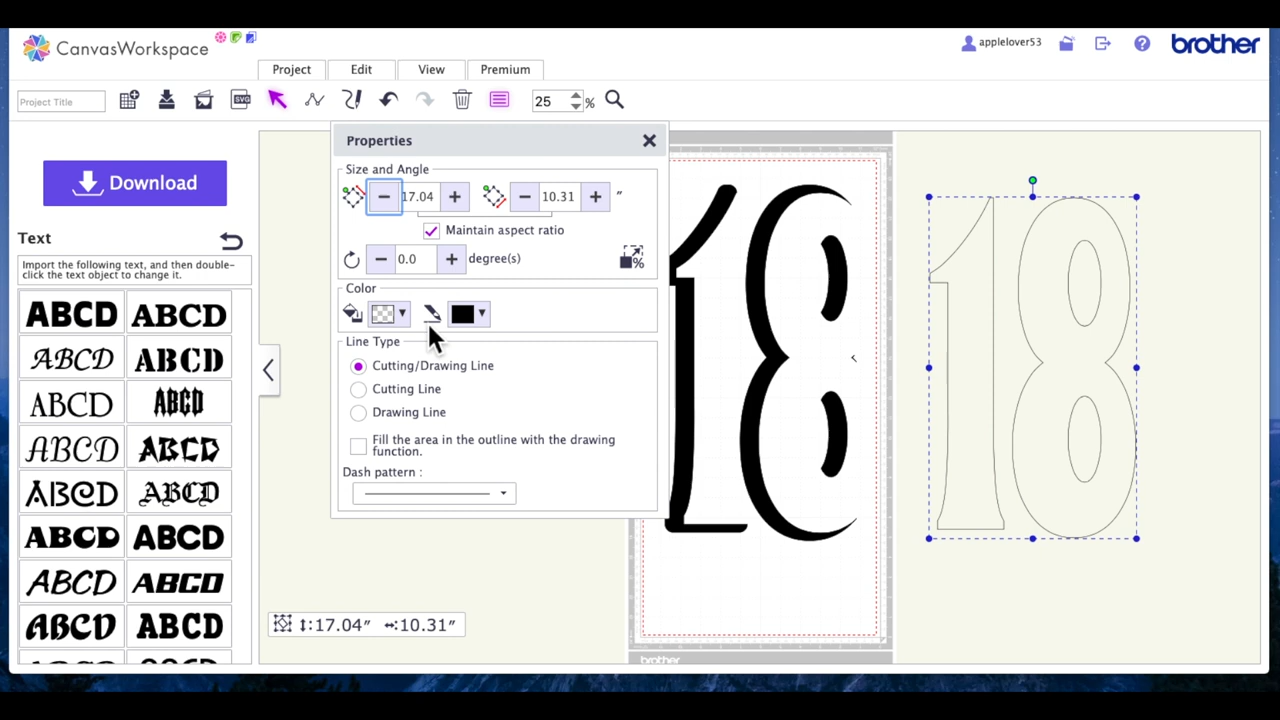 CanvasWorkspace
applelover53
brother
Project
Edit
View
Premium
Project Title
SVG
25
%
Download
Text
Import the following text, and then double-
click the text object to change it.
ABCD ABCD
ABCD ABCD
ABCD ABCD
ABCD ABCD
ABCD ABCD
ABCD ABCD
ABCD ABCD
ABCD ABCD
Properties
Size and Angle
17.04
10.31
″
Maintain aspect ratio
0.0
degree(s)
%
Color
Line Type
Cutting/Drawing Line
Cutting Line
Drawing Line
Fill the area in the outline with the drawing
function.
Dash pattern :
17.04″
10.31″
18
18
brother